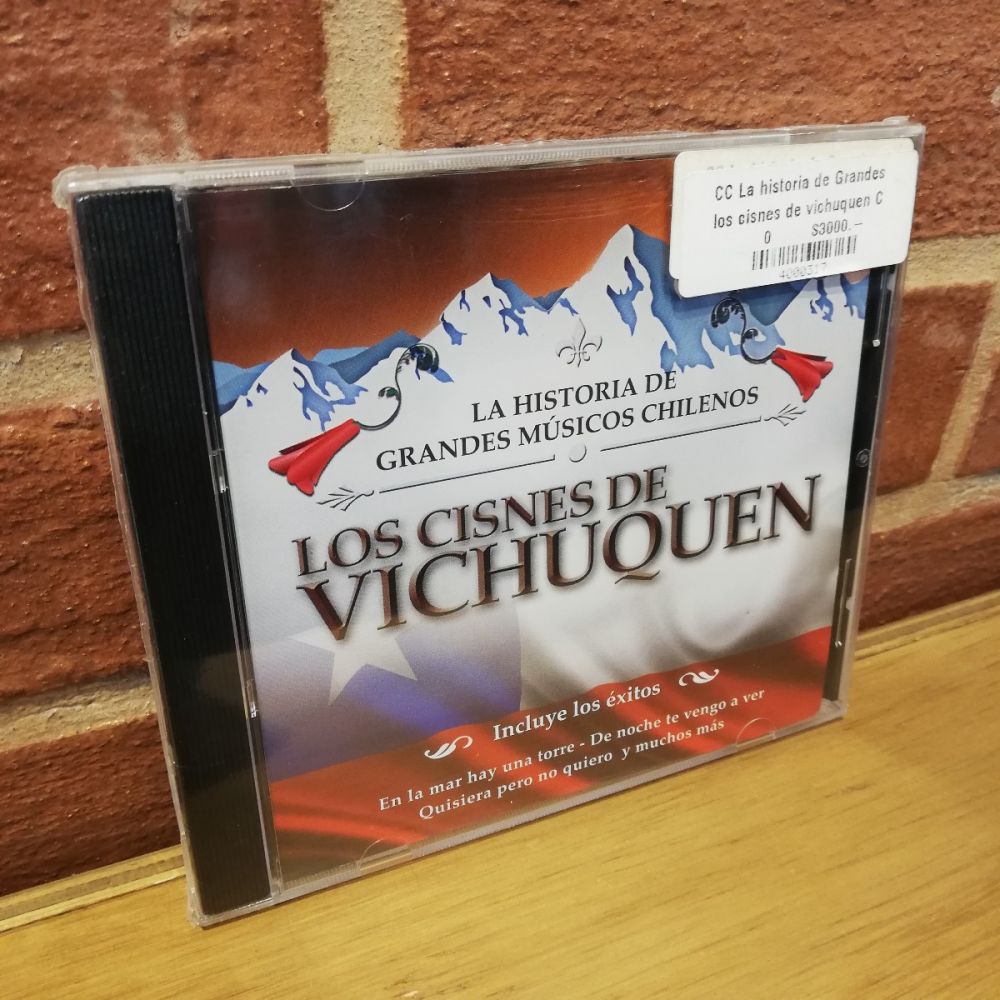 CC La historia de Grandes
los cisnes de vichuquen C
0 $3000.-
LA HISTORIA DE
GRANDES MÚSICOS CHILENOS
LOS CISNES DE
VICHUQUEN
Incluye los éxitos
En la mar hay una torre - De noche te vengo a ver
Quisiera pero no quiero y muchos más